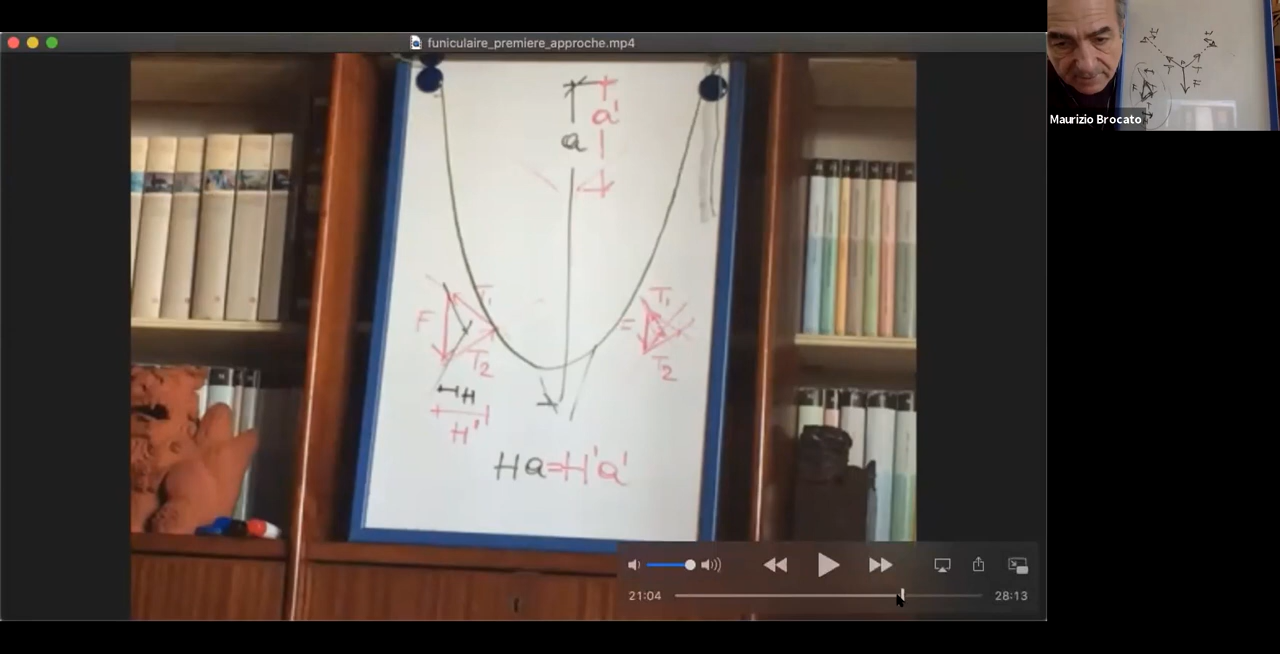 funiculaire_premiere_approche.mp4
a'
a
F
T1
T2
H
H'
T1
T2
Ha=H'a'
21:04
28:13
Maurizio Brocato